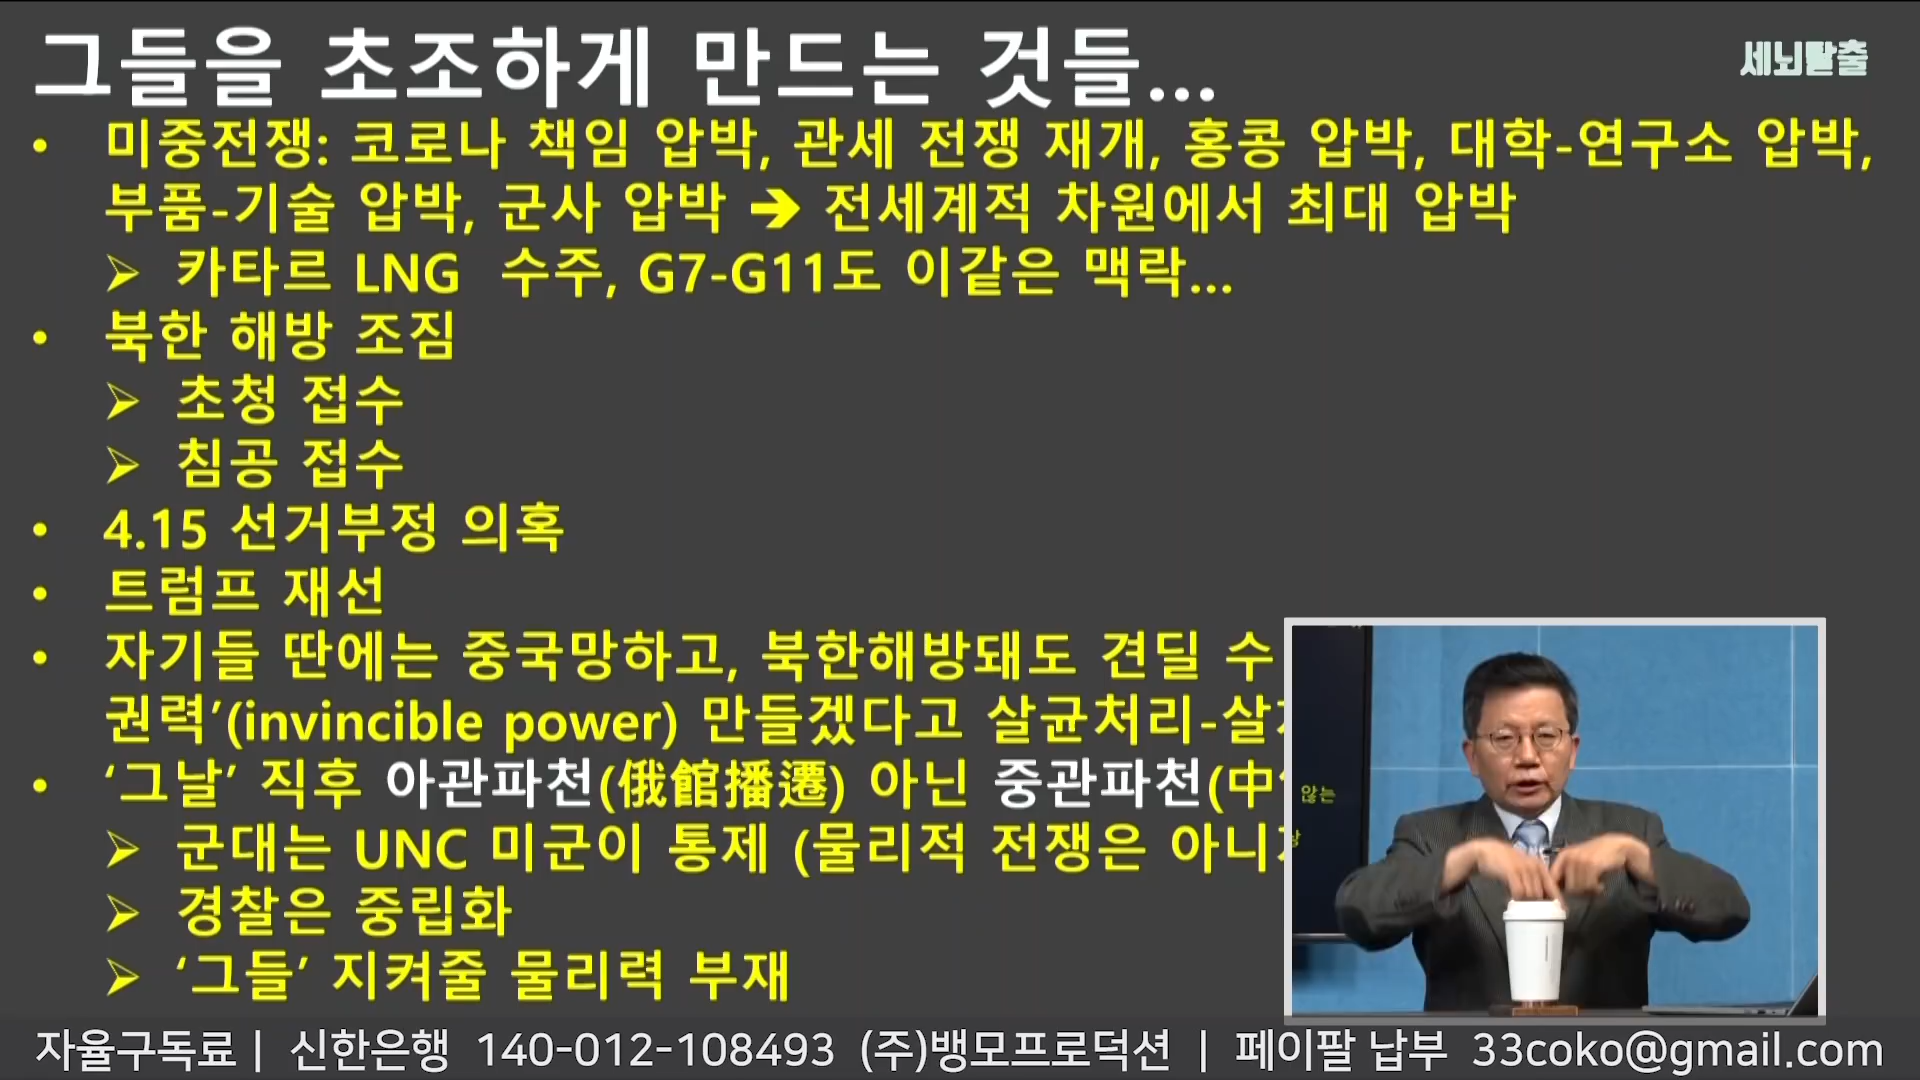 그들을 초조하게 만드는 것들...
세뇌탈출
• 미중전쟁: 코로나 책임 압박, 관세 전쟁 재개, 홍콩 압박, 대학-연구소 압박,
부품-기술 압박, 군사 압박 ➔ 전세계적 차원에서 최대 압박
➢ 카타르 LNG 수주, G7-G11도 이같은 맥락...
• 북한 해방 조짐
➢ 초청 접수
➢ 침공 접수
• 4.15 선거부정 의혹
• 트럼프 재선
• 자기들 딴에는 중국망하고, 북한해방돼도 견딜 수
권력’(invincible power) 만들겠다고 살균처리-살
• ‘그날’ 직후 아관파천(俄館播遷) 아닌 중관파천(中
않는
➢ 군대는 UNC 미군이 통제 (물리적 전쟁은 아니
➢ 경찰은 중립화
➢ ‘그들’ 지켜줄 물리력 부재
자율구독료 | 신한은행 140-012-108493 (주)뱅모프로덕션 | 페이팔 납부 33coko@gmail.com